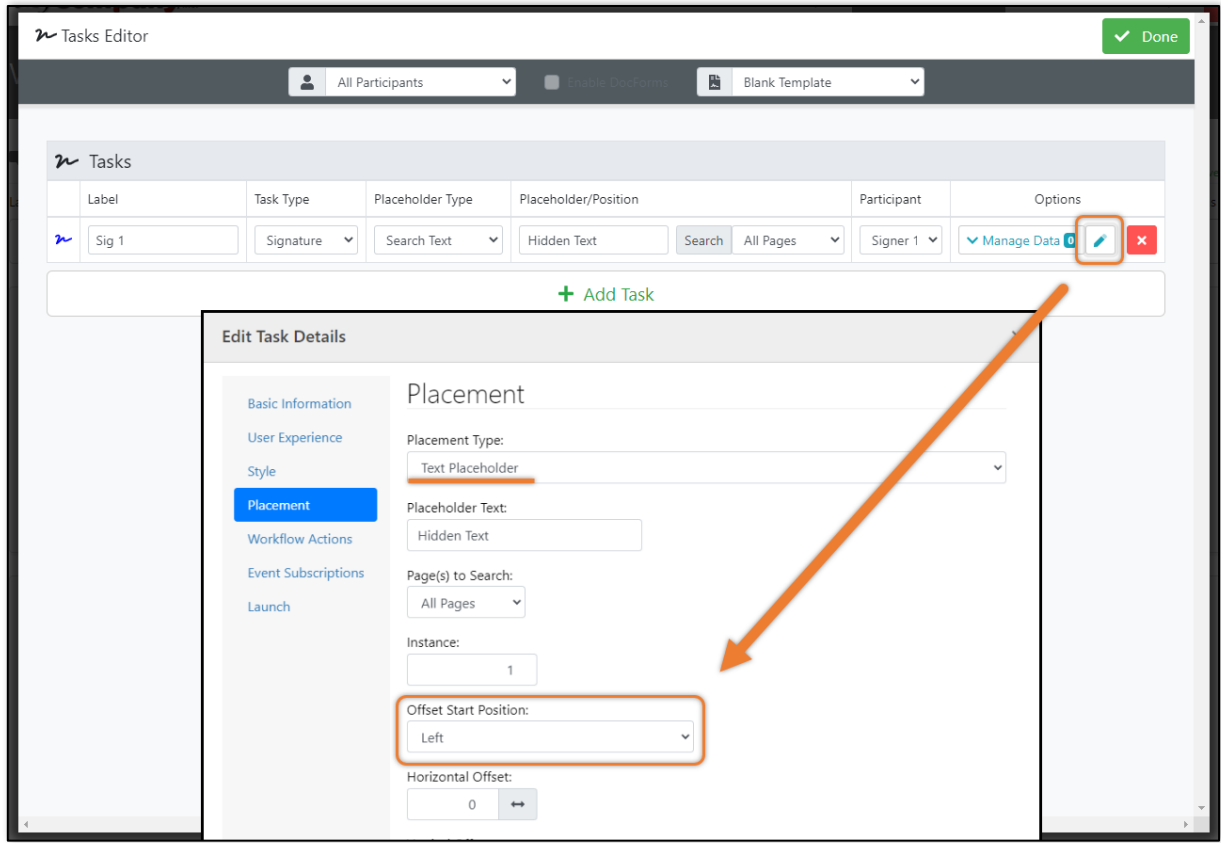 Tasks Editor
Done
All Participants
Enable DocForms
Blank Template
Tasks
Label Task Type Placeholder Type Placeholder/Position Participant Options
Sig 1 Signature Search Text Hidden Text Search All Pages Signer 1 Manage Data 0
+ Add Task
Edit Task Details
Basic Information
User Experience
Style
Placement
Workflow Actions
Event Subscriptions
Launch
Placement
Placement Type:
Text Placeholder
Placeholder Text:
Hidden Text
Page(s) to Search:
All Pages
Instance:
1
Offset Start Position:
Left
Horizontal Offset:
0